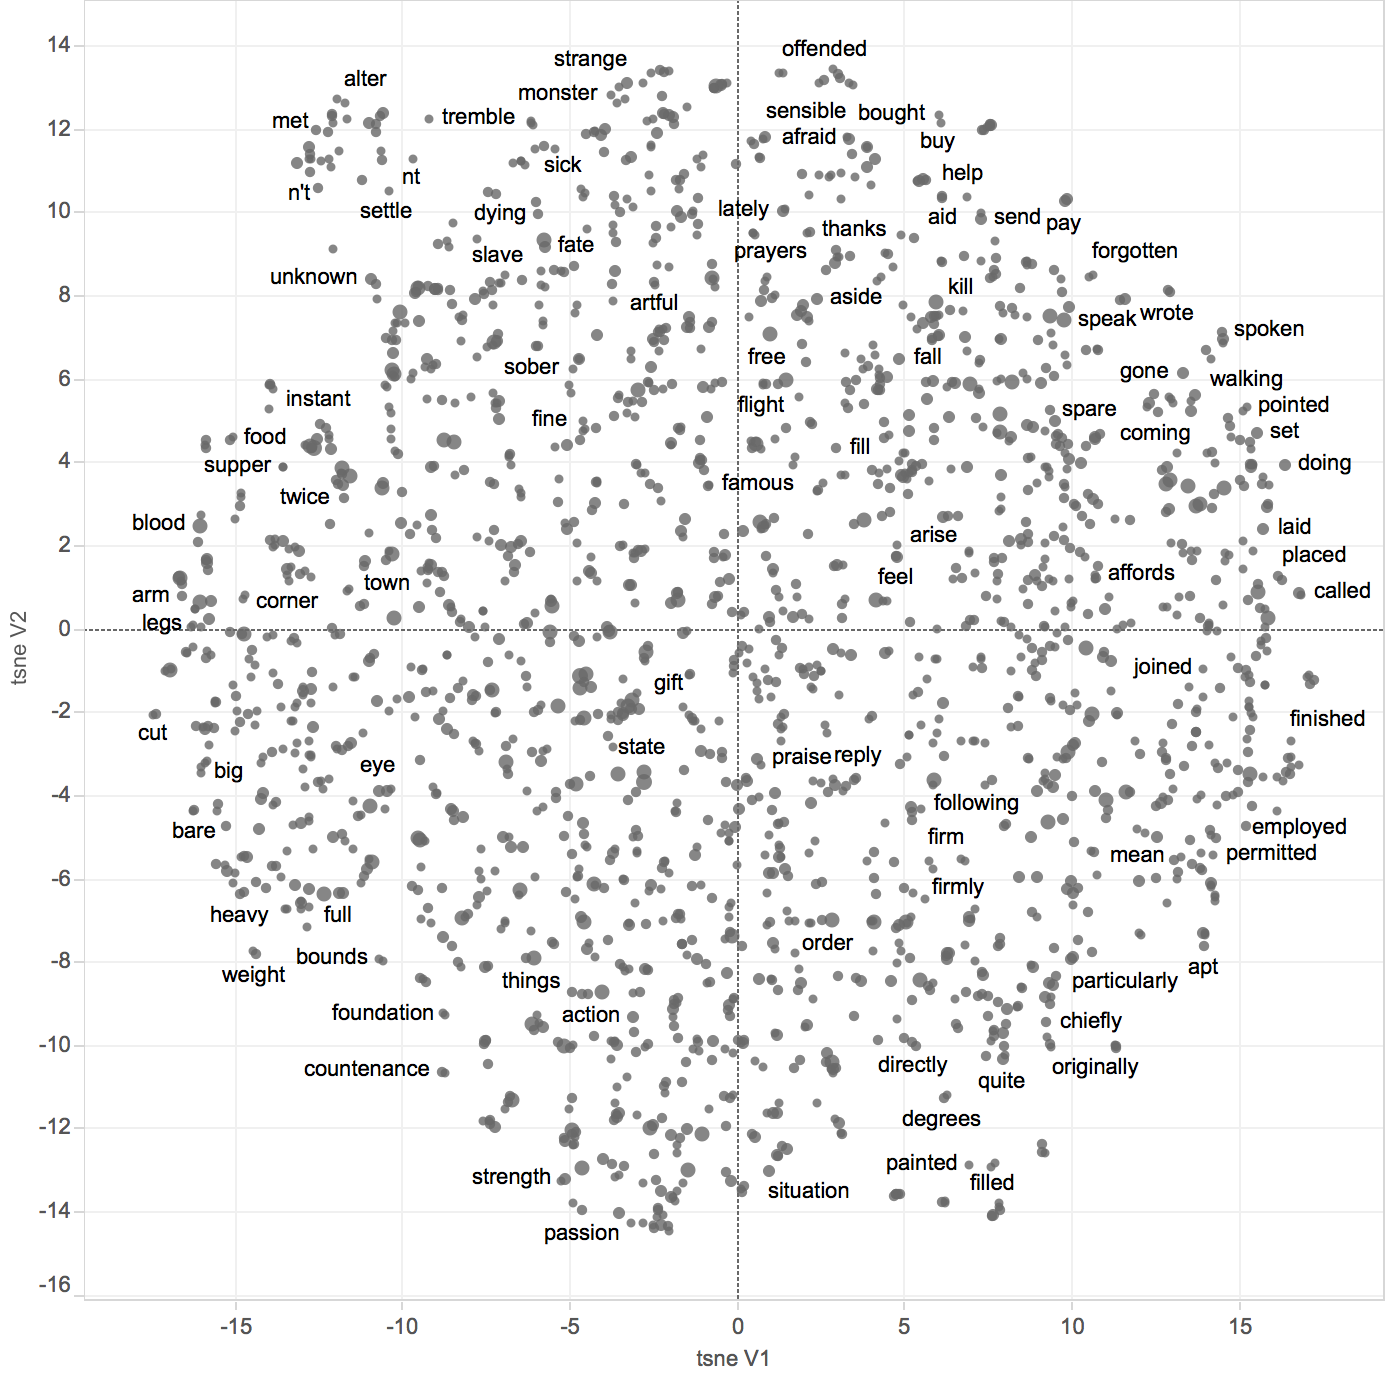 14
offended
strange
alter
monster
sensible
bought
met
tremble
12
afraid
buy
sick
nt
help
n't
settle
10
dying
lately
aid
send
pay
thanks
slave
fate
prayers
forgotten
unknown
kill
8
artful
aside
speak
wrote
spoken
free
fall
sober
gone
6
walking
instant
flight
pointed
fine
spare
food
fill
coming
set
supper
4
doing
twice
famous
blood
laid
arise
2
placed
town
feel
affords
called
arm
corner
legs
0
joined
gift
-2
cut
finished
state
praise
reply
big
eye
-4
following
bare
firm
employed
mean
permitted
-6
firmly
heavy
full
order
bounds
-8
weight
things
particularly
apt
foundation
action
chiefly
-10
countenance
directly
quite
originally
-12
degrees
strength
painted
situation
filled
-14
passion
-16
-15
-10
-5
0
5
10
15
tsne V1
tsne V2